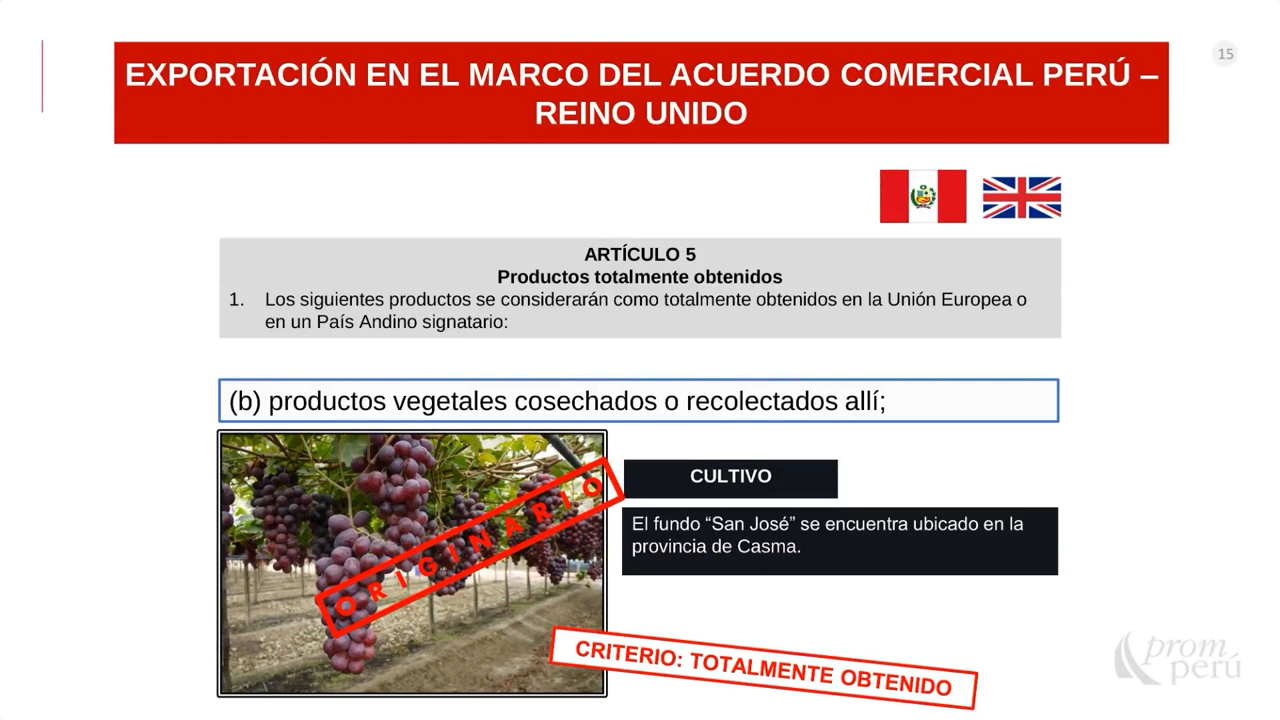 15
EXPORTACIÓN EN EL MARCO DEL ACUERDO COMERCIAL PERÚ –
REINO UNIDO
ARTÍCULO 5
Productos totalmente obtenidos
1. Los siguientes productos se considerarán como totalmente obtenidos en la Unión Europea o
en un País Andino signatario:
(b) productos vegetales cosechados o recolectados allí;
ORIGINARIO
CULTIVO
El fundo “San José” se encuentra ubicado en la
provincia de Casma.
CRITERIO: TOTALMENTE OBTENIDO
prom
perú